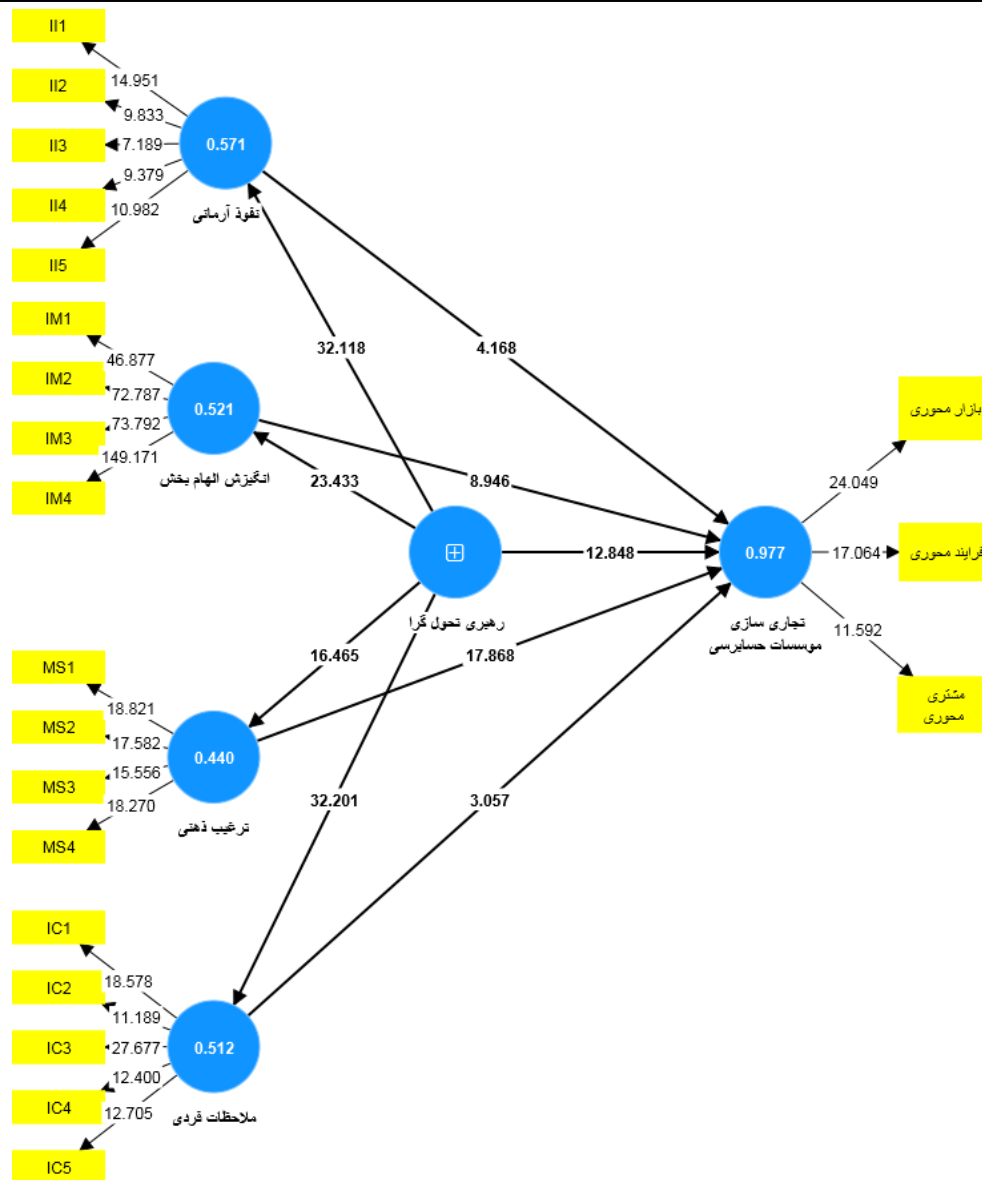 II1
14.951
II2
9.833
II3
7.189
0.571
II4
9.379
10.982
نفوذ آرمانی
II5
IM1
32.118
4.168
46.877
IM2
72.787
0.521
IM3
73.792
149.171
انگیزش الهام بخش
IM4
23.433
8.946
بازار محوری
24.049
12.848
0.977
17.064
فرایند محوری
رهبری تحول گرا
تجاری سازی
موسسات حسابرسی
11.592
16.465
17.868
مشتری
محوری
MS1
18.821
MS2
17.582
0.440
MS3
15.556
18.270
ترغیب ذهنی
MS4
32.201
3.057
IC1
18.578
IC2
11.189
IC3
27.677
0.512
12.400
IC4
12.705
ملاحظات فردی
IC5